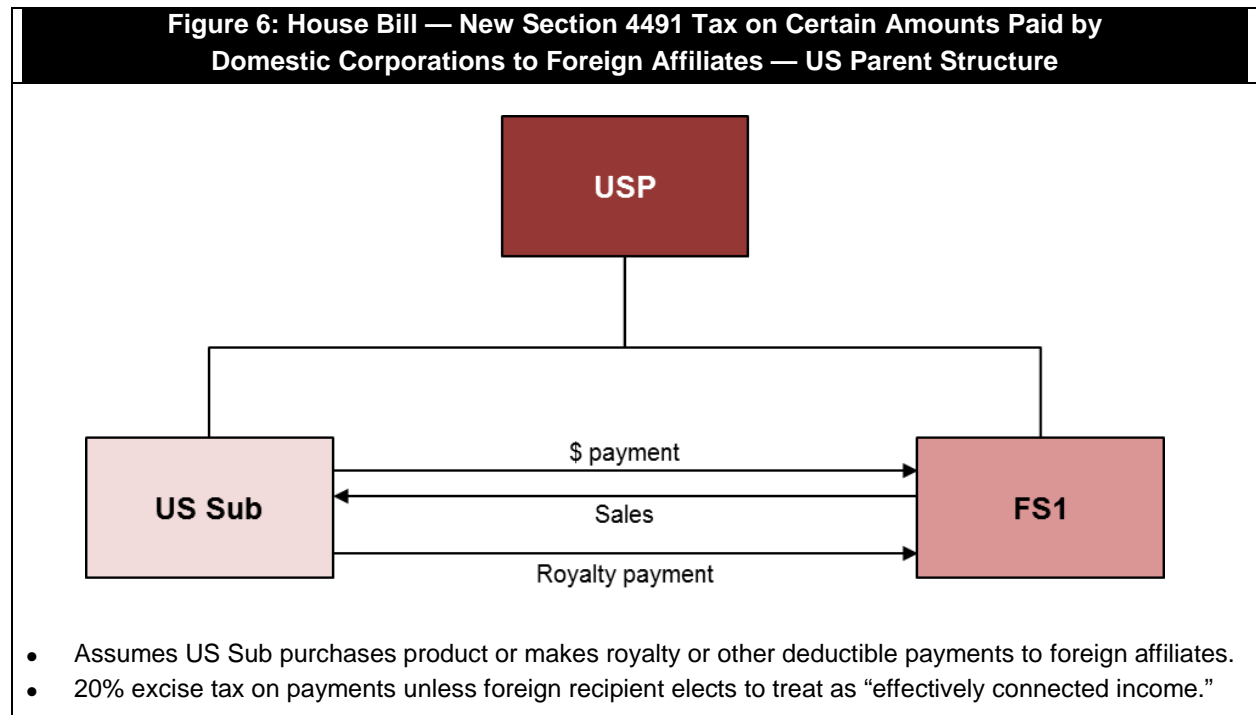 Figure 6: House Bill — New Section 4491 Tax on Certain Amounts Paid by
Domestic Corporations to Foreign Affiliates — US Parent Structure
USP
$ payment
US Sub
Sales
FS1
Royalty payment
• Assumes US Sub purchases product or makes royalty or other deductible payments to foreign affiliates.
• 20% excise tax on payments unless foreign recipient elects to treat as “effectively connected income.”